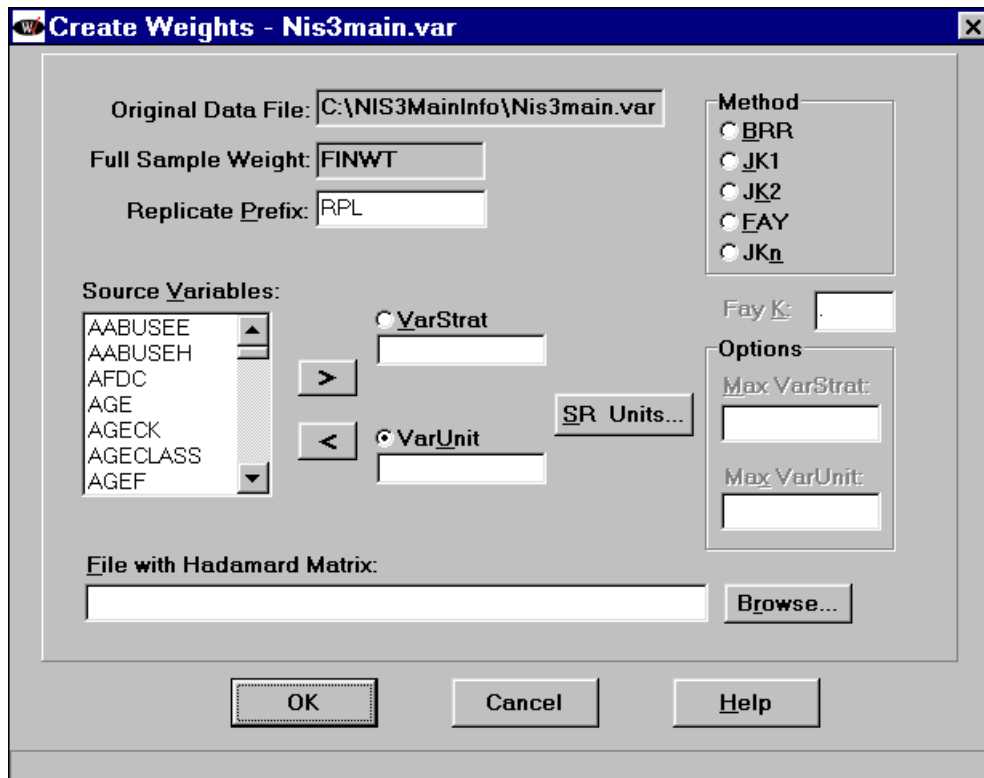 Create Weights - Nis3main.var
Original Data File: C:\NIS3MainInfo\Nis3main.var
Full Sample Weight: FINWT
Replicate Prefix: RPL
Method
BRR
JK1
JK2
FAY
JKn
Fay K: .
Source Variables:
AABUSEE
AABUSEH
AFDC
AGE
AGECK
AGECLASS
AGEF
>
<
VarStrat
VarUnit
SR Units...
Options
Max VarStrat:
Max VarUnit:
File with Hadamard Matrix:
Browse...
OK
Cancel
Help